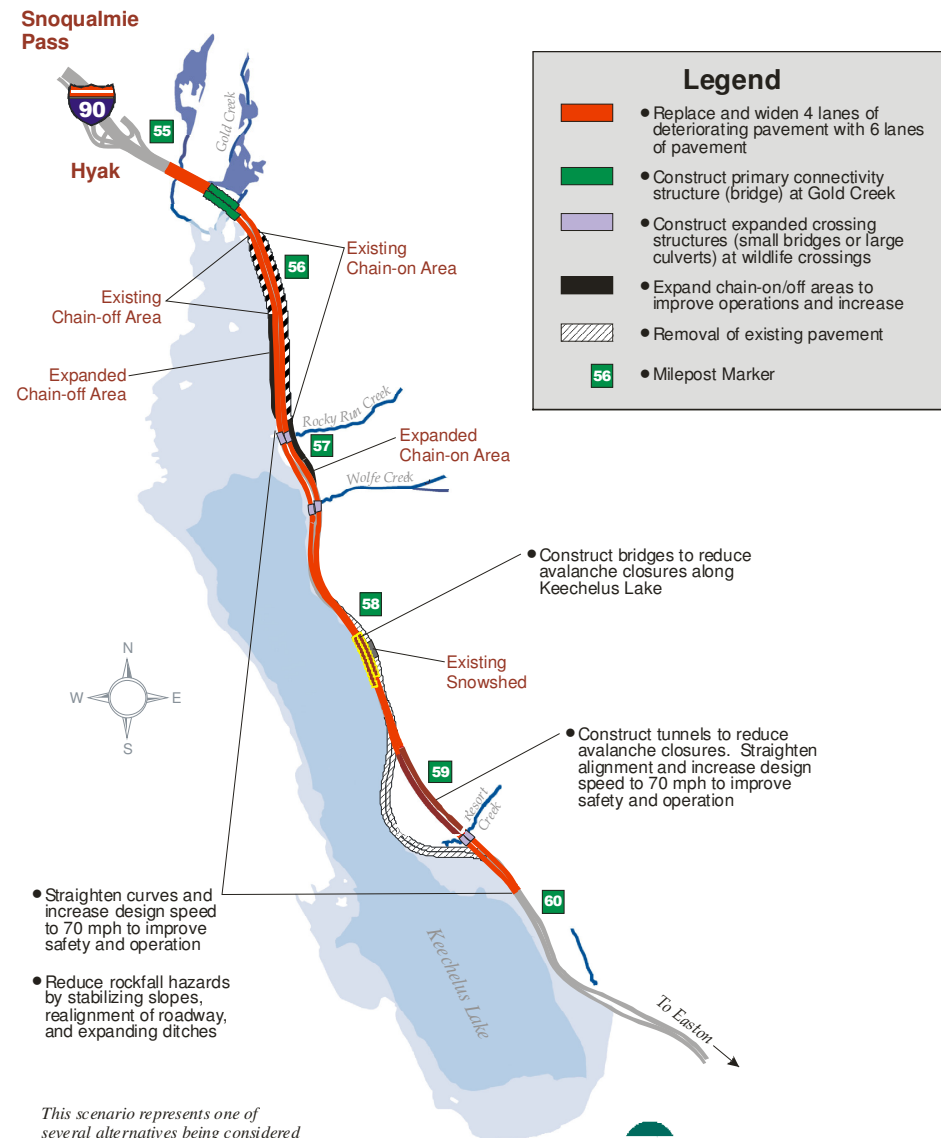 Snoqualmie
Pass
90
55
Gold Creek
Hyak
Existing
Chain-on Area
56
Existing
Chain-off Area
Expanded
Chain-off Area
Rocky Run Creek
57
Expanded
Chain-on Area
Wolfe Creek
Legend
• Replace and widen 4 lanes of
deteriorating pavement with 6 lanes
of pavement
• Construct primary connectivity
structure (bridge) at Gold Creek
• Construct expanded crossing
structures (small bridges or large
culverts) at wildlife crossings
• Expand chain-on/off areas to
improve operations and increase
• Removal of existing pavement
56 • Milepost Marker
• Construct bridges to reduce
avalanche closures along
Keechelus Lake
58
Existing
Snowshed
N
W E
S
• Construct tunnels to reduce
avalanche closures. Straighten
alignment and increase design
speed to 70 mph to improve
safety and operation
59
Resort
Creek
• Straighten curves and
increase design speed
to 70 mph to improve
safety and operation
• Reduce rockfall hazards
by stabilizing slopes,
realignment of roadway,
and expanding ditches
60
Keechelus Lake
To Easton
This scenario represents one of
several alternatives being considered